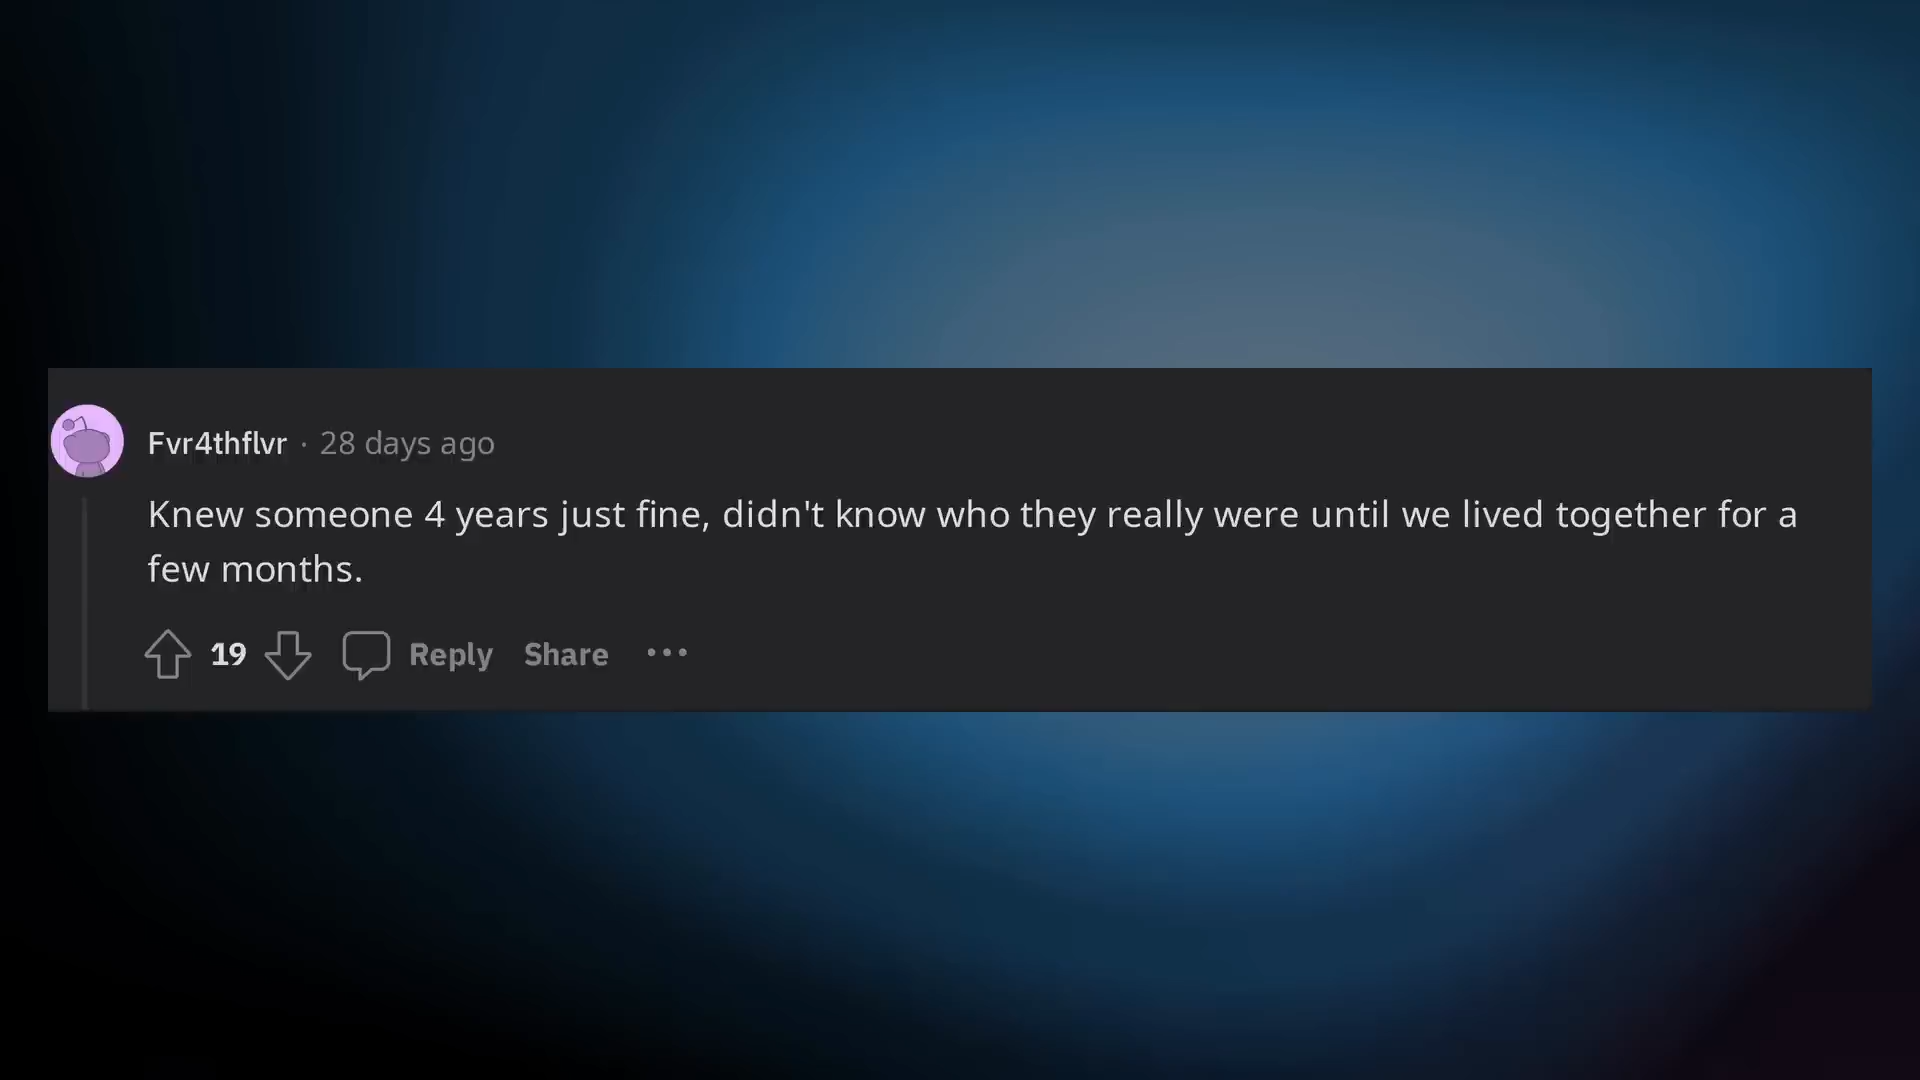 Fvr4thflvr · 28 days ago
Knew someone 4 years just fine, didn't know who they really were until we lived together for a
few months.
19 Reply Share ···